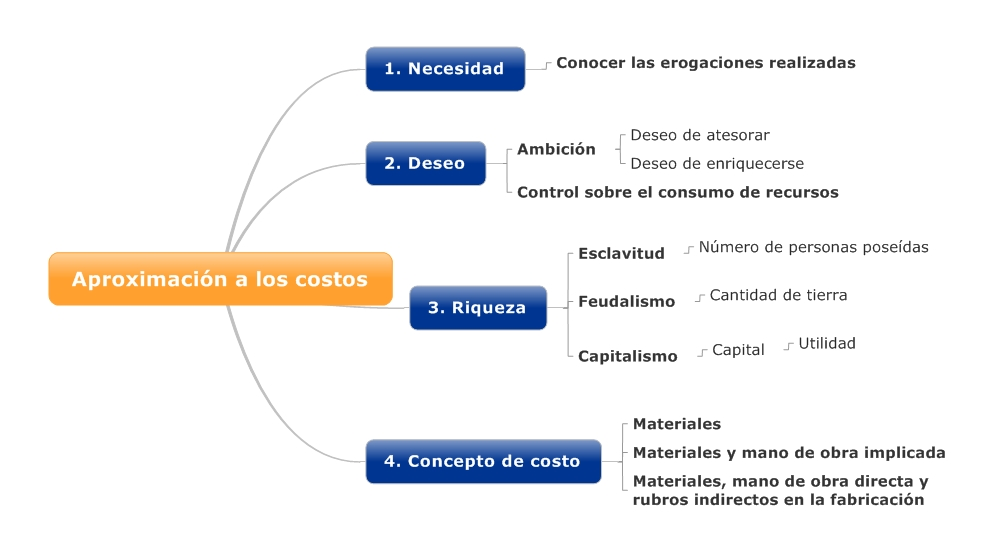 Aproximación a los costos
1. Necesidad
Conocer las erogaciones realizadas
2. Deseo
Ambición
Deseo de atesorar
Deseo de enriquecerse
Control sobre el consumo de recursos
3. Riqueza
Esclavitud
Número de personas poseídas
Feudalismo
Cantidad de tierra
Capitalismo
Capital
Utilidad
4. Concepto de costo
Materiales
Materiales y mano de obra implicada
Materiales, mano de obra directa y
rubros indirectos en la fabricación